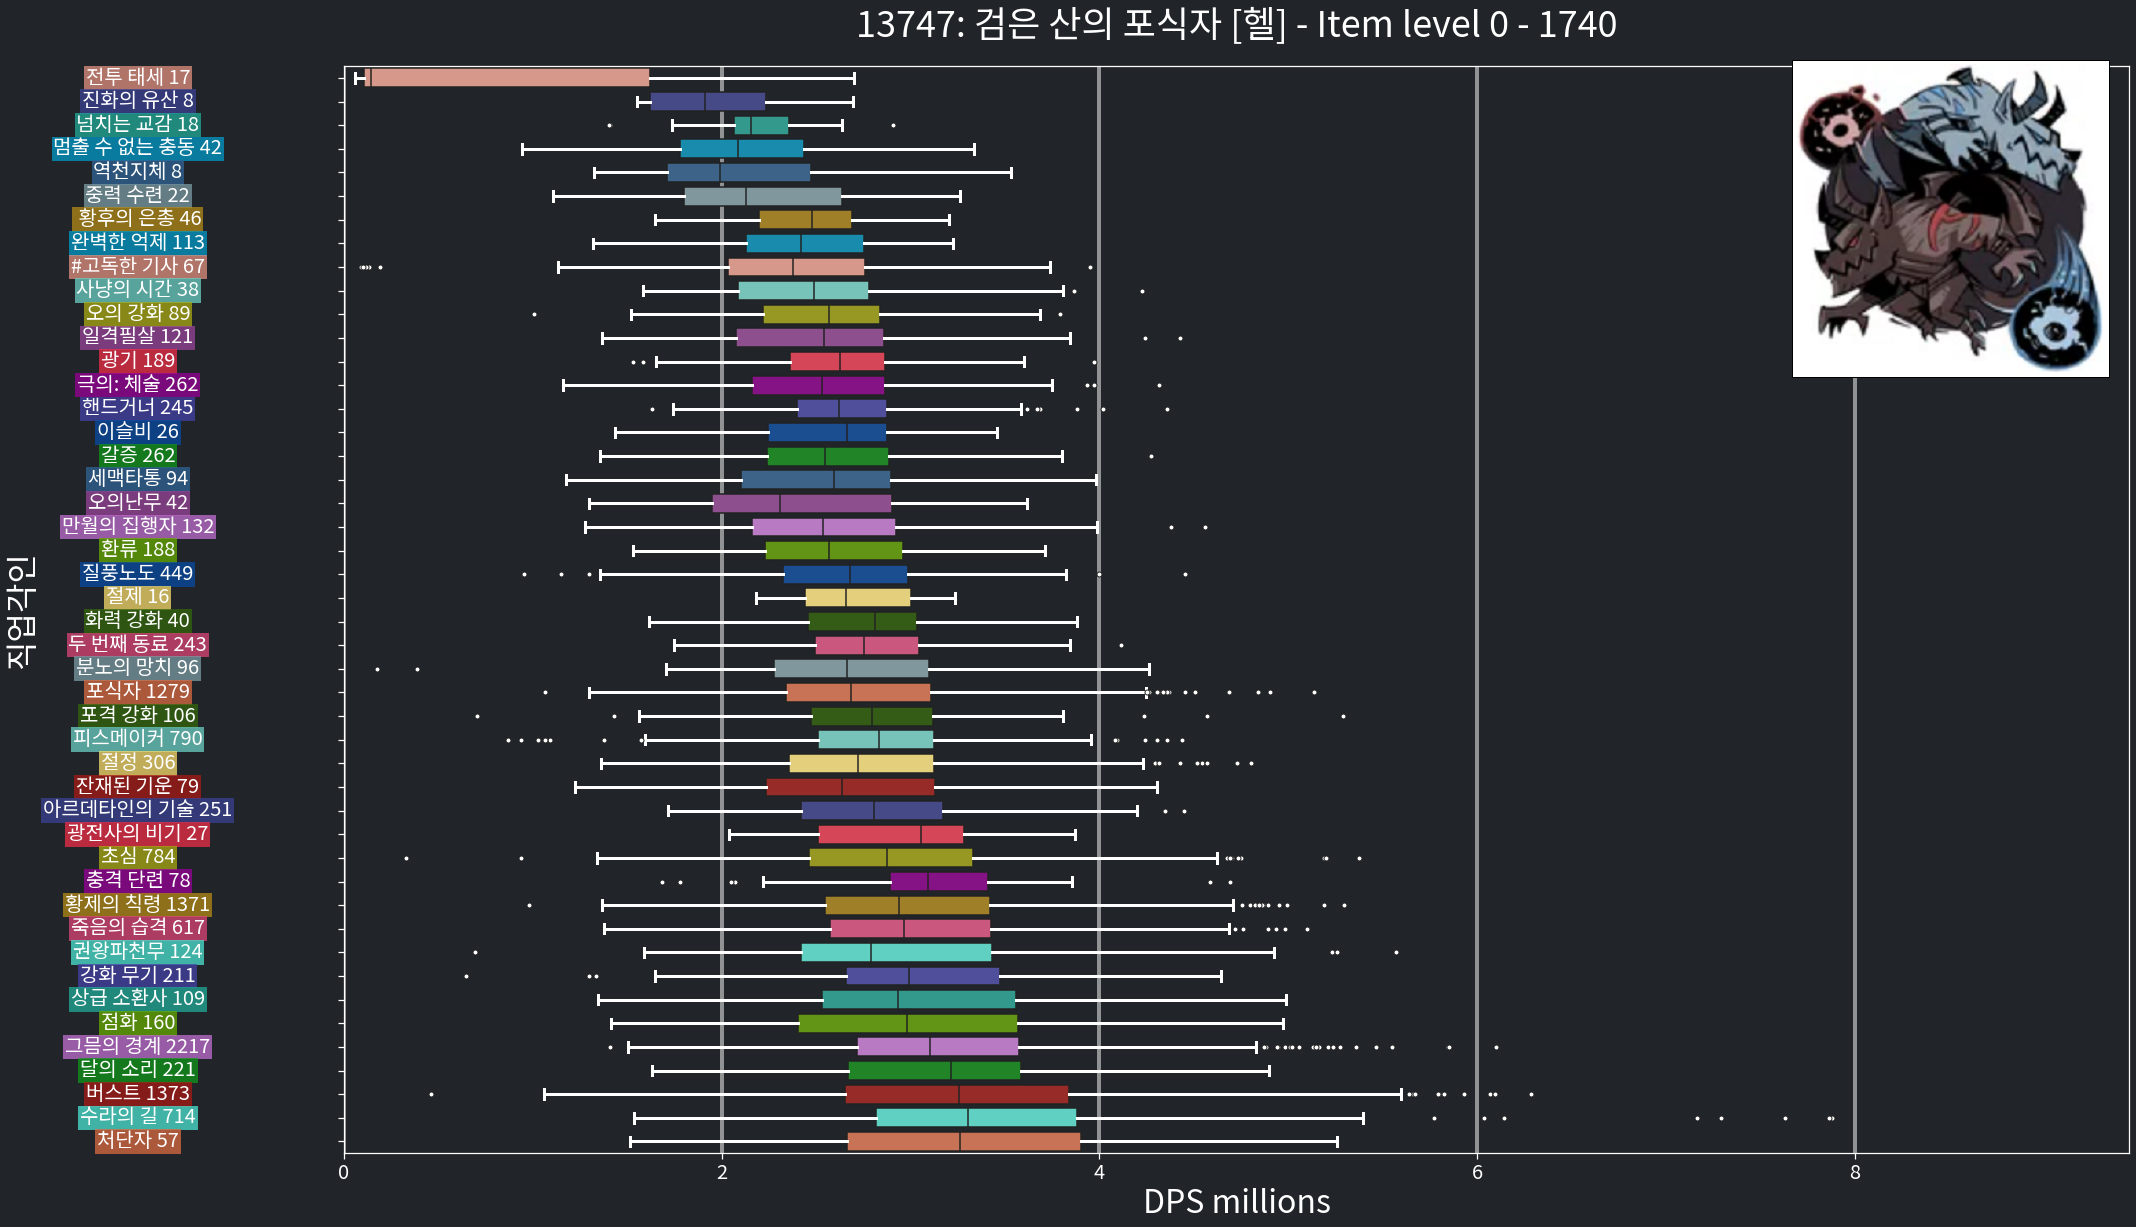 13747: 검은 산의 포식자 [헬] - Item level 0 - 1740
직업각인
전투 태세 17
진화의 유산 8
넘치는 교감 18
멈출 수 없는 충동 42
역천지체 8
중력 수련 22
황후의 은총 46
완벽한 억제 113
#고독한 기사 67
사냥의 시간 38
오의 강화 89
일격필살 121
광기 189
극의: 체술 262
핸드거너 245
이슬비 26
갈증 262
세맥타통 94
오의난무 42
만월의 집행자 132
환류 188
질풍노도 449
절제 16
화력 강화 40
두 번째 동료 243
분노의 망치 96
포식자 1279
포격 강화 106
피스메이커 790
절정 306
잔재된 기운 79
아르데타인의 기술 251
광전사의 비기 27
초심 784
충격 단련 78
황제의 칙령 1371
죽음의 습격 617
권왕파천무 124
강화 무기 211
상급 소환사 109
점화 160
그믐의 경계 2217
달의 소리 221
버스트 1373
수라의 길 714
처단자 57
0 2 4 6 8
DPS millions